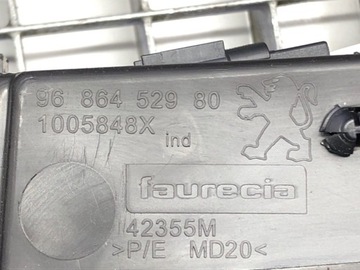 96 864 529 80
1005848X
ind
faurecia
42355M
>P/E MD20<